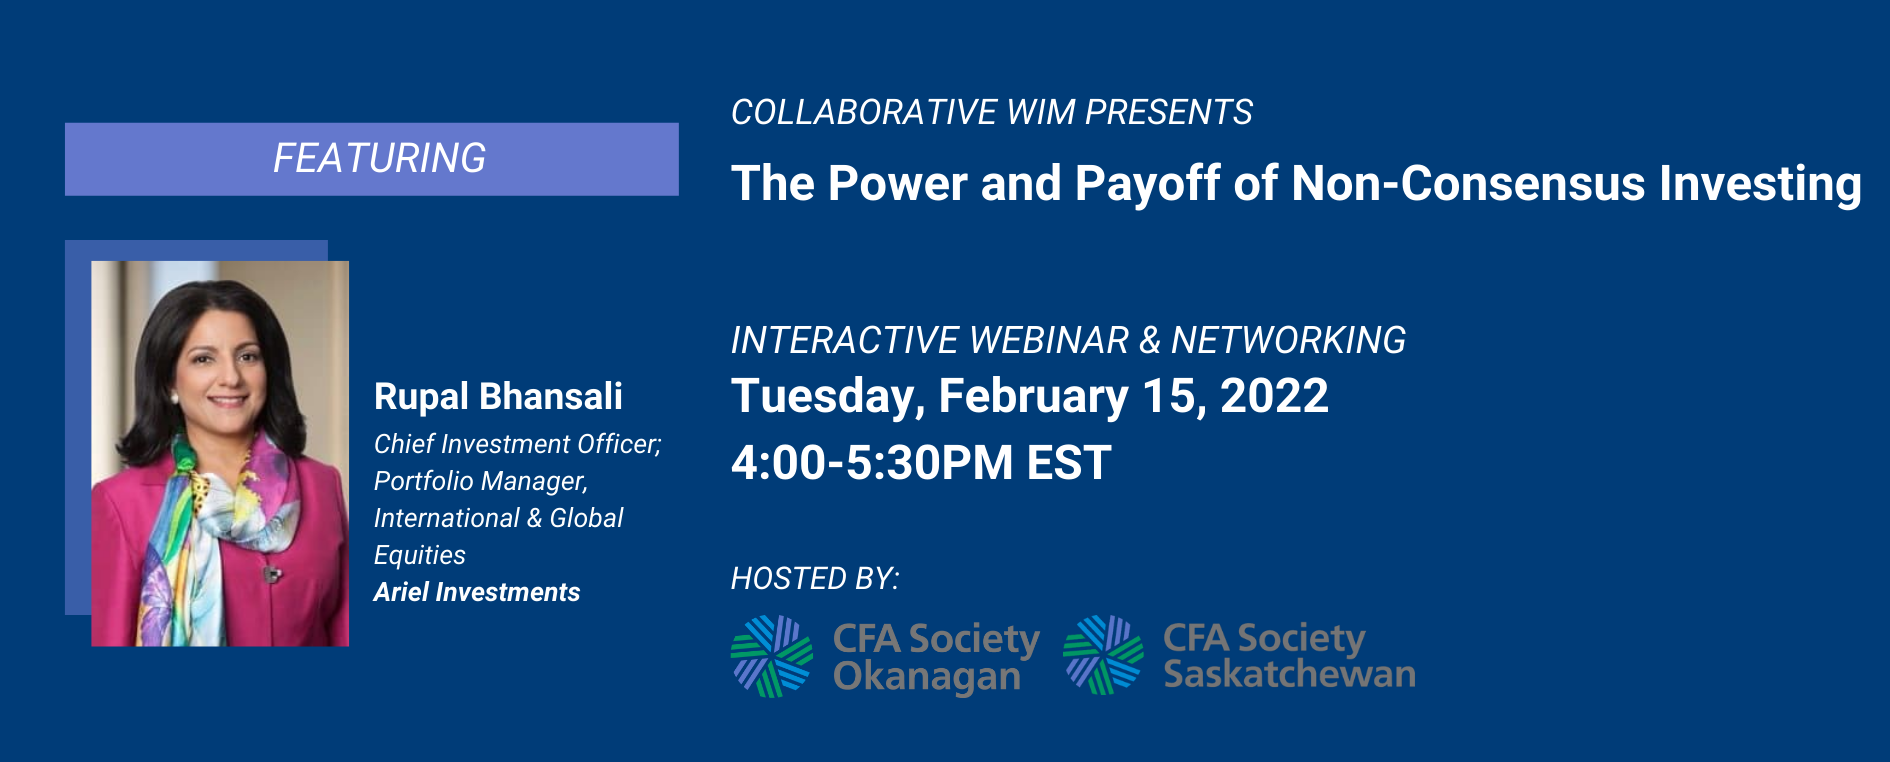 FEATURING
Rupal Bhansali
Chief Investment Officer;
Portfolio Manager,
International & Global
Equities
Ariel Investments
COLLABORATIVE WIM PRESENTS
The Power and Payoff of Non-Consensus Investing
INTERACTIVE WEBINAR & NETWORKING
Tuesday, February 15, 2022
4:00-5:30PM EST
HOSTED BY:
CFA Society
Okanagan
CFA Society
Saskatchewan